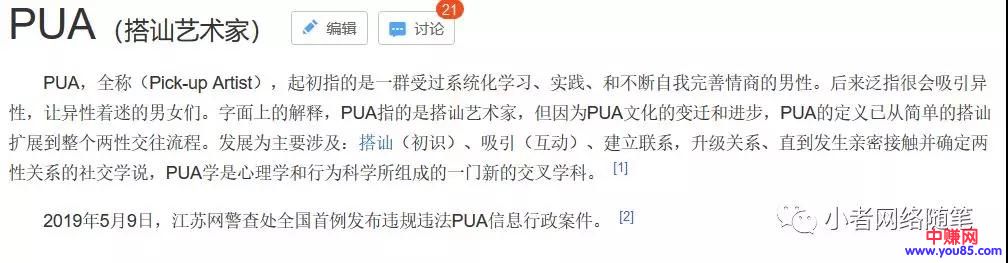 PUA（搭讪艺术家） 编辑 讨论 21
PUA，全称（Pick-up Artist），起初指的是一群受过系统化学习、实践、和不断自我完善情商的男性。后来泛指很会吸引异
性，让异性着迷的男女们。字面上的解释，PUA指的是搭讪艺术家，但因为PUA文化的变迁和进步，PUA的定义已从简单的搭讪
扩展到整个两性交往流程。发展为主要涉及：搭讪（初识）、吸引（互动）、建立联系，升级关系、直到发生亲密接触并确定两
性关系的社交学说，PUA学是心理学和行为科学所组成的一门新的交叉学科。 [1]
2019年5月9日，江苏网警查处全国首例发布违规违法PUA信息行政案件。 [2]
小者网络随笔
中赚网
www.you85.com